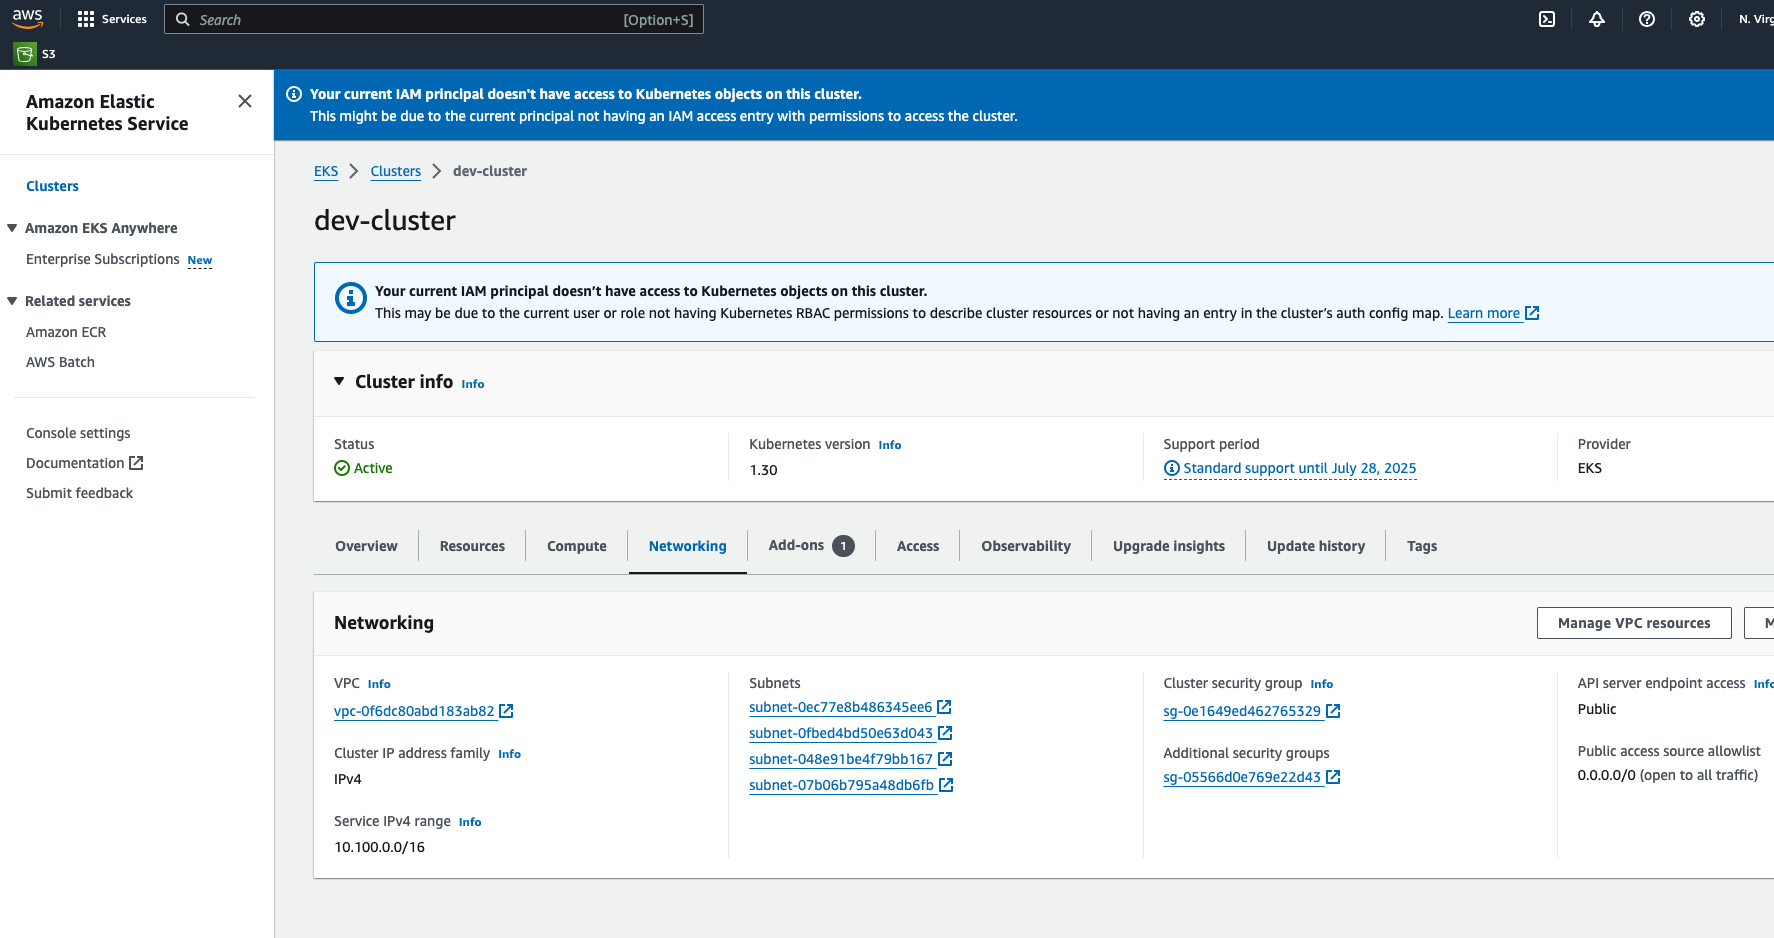 aws
Services
Search
[Option+S]
N. Virg
S3
Amazon Elastic
Kubernetes Service
Clusters
Amazon EKS Anywhere
Enterprise Subscriptions New
Related services
Amazon ECR
AWS Batch
Console settings
Documentation
Submit feedback
Your current IAM principal doesn't have access to Kubernetes objects on this cluster.
This might be due to the current principal not having an IAM access entry with permissions to access the cluster.
EKS > Clusters > dev-cluster
dev-cluster
Your current IAM principal doesn’t have access to Kubernetes objects on this cluster.
This may be due to the current user or role not having Kubernetes RBAC permissions to describe cluster resources or not having an entry in the cluster’s auth config map. Learn more
Cluster info Info
Status
Active
Kubernetes version Info
1.30
Support period
Standard support until July 28, 2025
Provider
EKS
Overview
Resources
Compute
Networking
Add-ons 1
Access
Observability
Upgrade insights
Update history
Tags
Networking
Manage VPC resources
M
VPC Info
vpc-0f6dc80abd183ab82
Cluster IP address family Info
IPv4
Service IPv4 range Info
10.100.0.0/16
Subnets
subnet-0ec77e8b486345ee6
subnet-0fbed4bd50e63d043
subnet-048e91be4f79bb167
subnet-07b06b795a48db6fb
Cluster security group Info
sg-0e1649ed462765329
Additional security groups
sg-05566d0e769e22d43
API server endpoint access Info
Public
Public access source allowlist
0.0.0.0/0 (open to all traffic)